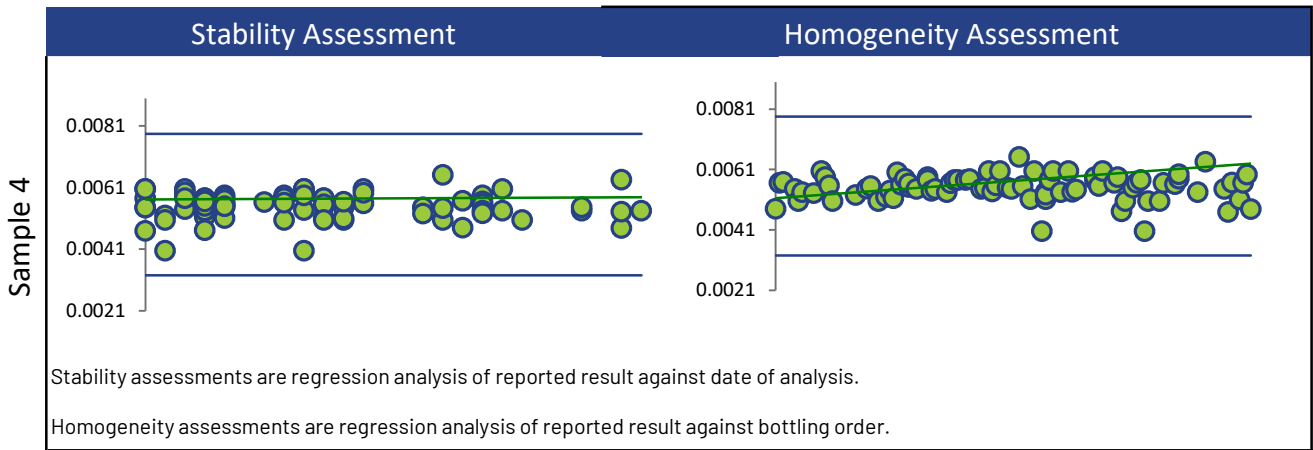 Stability Assessment
Homogeneity Assessment
Sample 4
0.0081
0.0061
0.0041
0.0021
0.0081
0.0061
0.0041
0.0021
Stability assessments are regression analysis of reported result against date of analysis.
Homogeneity assessments are regression analysis of reported result against bottling order.